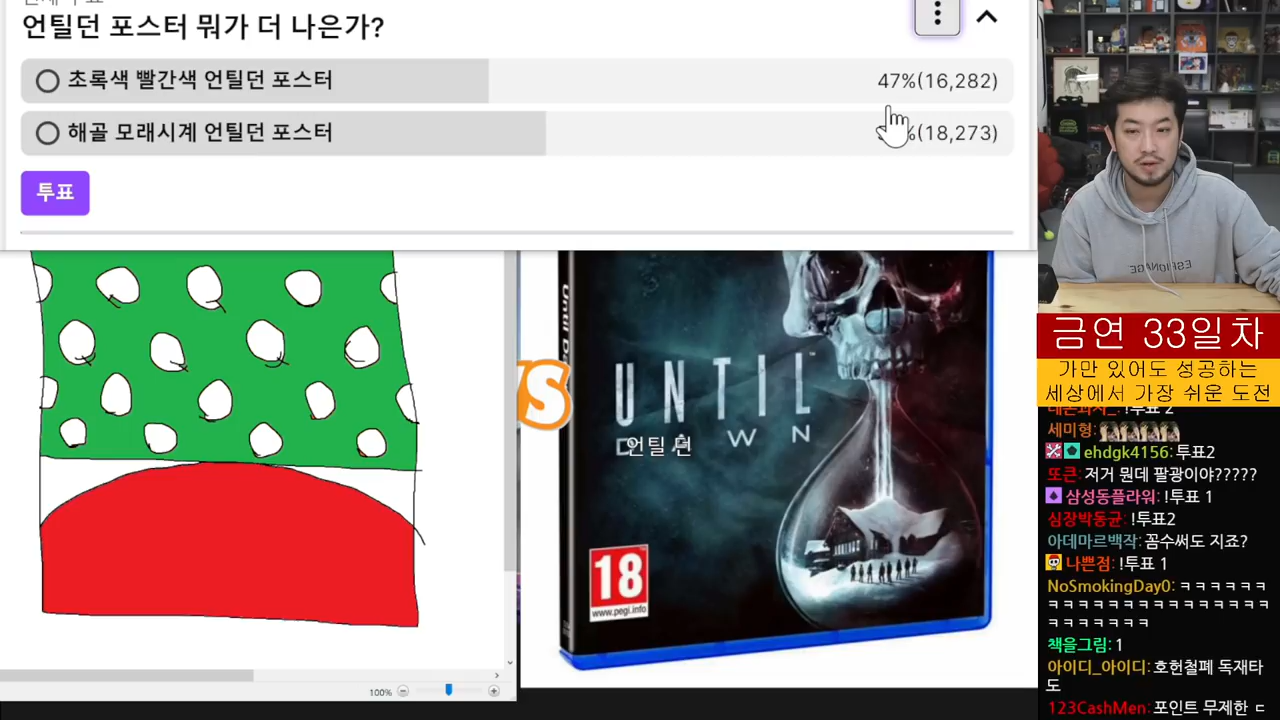 언틸던 포스터 뭐가 더 나은가?
초록색 빨간색 언틸던 포스터
47%(16,282)
해골 모래시계 언틸던 포스터
%(18,273)
투표
Until D
UNTIL
D W N
언틸 던
18
www.pegi.info
VS
100%
ESPIONAGE
금연 33일차
가만 있어도 성공하는
세상에서 가장 쉬운 도전
!투표 2
세미형:
ehdgk4156: 투표2
또큰: 저거 뭔데 팔광이야?????
삼성동플라워: !투표 1
심장박동균: !투표2
아데마르백작: 꼼수써도 지죠?
나쁜점: !투표 1
NoSmokingDay0: ㅋㅋㅋㅋㅋㅋ
ㅋㅋㅋㅋㅋㅋㅋㅋㅋㅋㅋㅋㅋㅋㅋ
ㅋㅋㅋㅋㅋㅋㅋ
책을그림: 1
아이디_아이디: 호헌철폐 독재타
도
123CashMen: 포인트 무제한 ㄷ